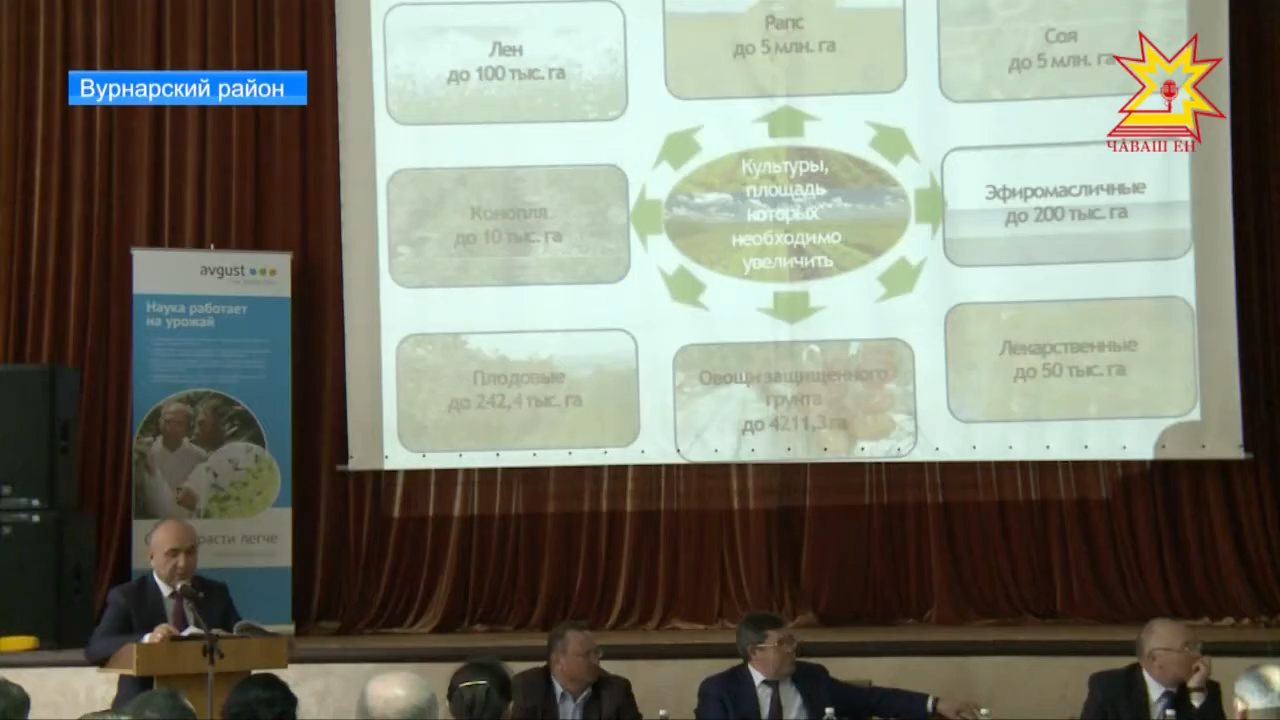 Вурнарский район
ЧӐВАШ ЕН
Лен
до 100 тыс. га
Рапс
до 5 млн. га
Соя
до 5 млн. га
Конопля
до 10 тыс. га
Культуры,
площадь
которых
необходимо
увеличить
Эфиромасличные
до 200 тыс. га
Плодовые
до 242,4 тыс. га
Овощи защищенного
грунта
до 4211,3 га
Лекарственные
до 50 тыс. га
avgust
Наука работает
на урожай
расти легче